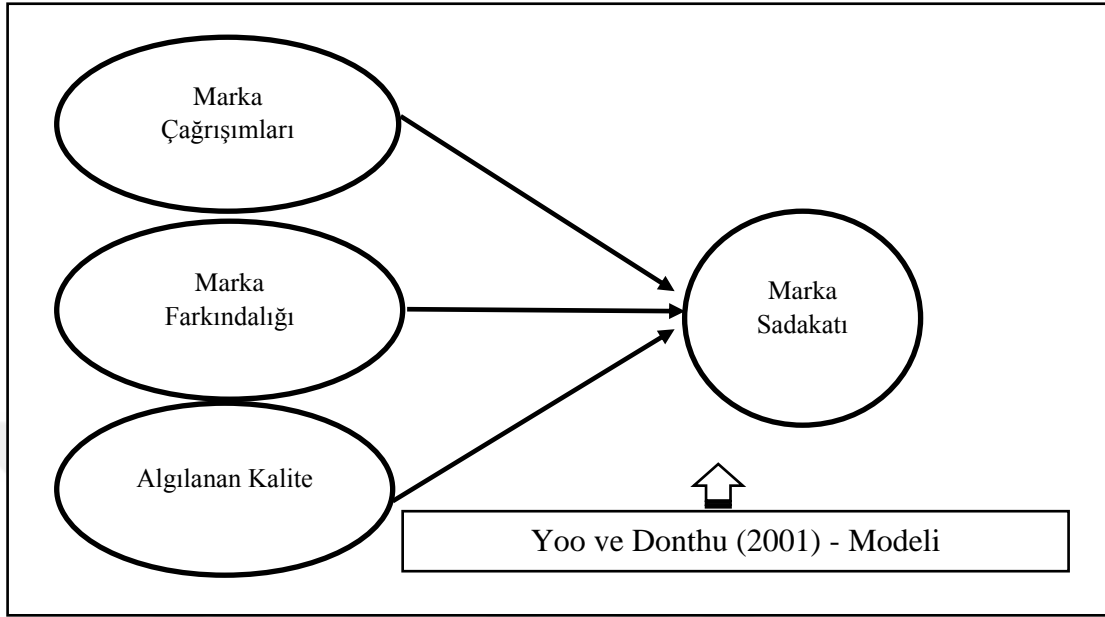 Marka
Çağrışımları
Marka
Farkındalığı
Algılanan Kalite
Marka
Sadakatı
Yoo ve Donthu (2001) - Modeli